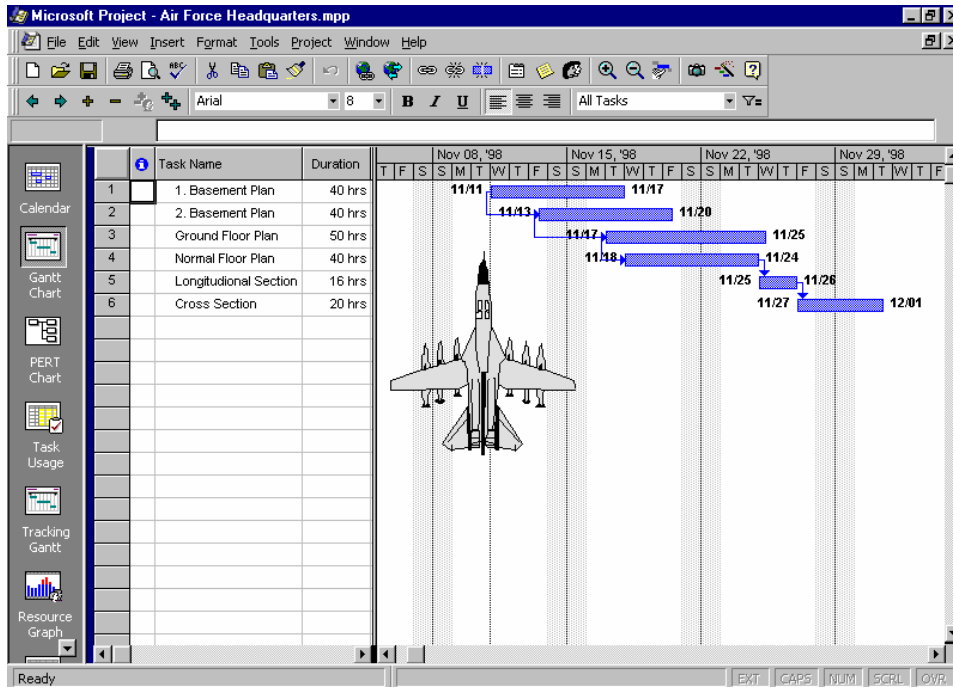 Microsoft Project - Air Force Headquarters.mpp
File Edit View Insert Format Tools Project Window Help
Arial 8 B I U All Tasks
Task Name Duration
Nov 08, '98 Nov 15, '98 Nov 22, '98 Nov 29, '98
T F S S M T W T F S S M T W T F S S M T W T F S S M T W T F
1 1. Basement Plan 40 hrs 11/11 11/17
2 2. Basement Plan 40 hrs 11/13 11/20
3 Ground Floor Plan 50 hrs 11/17 11/25
4 Normal Floor Plan 40 hrs 11/18 11/24
5 Longitudional Section 16 hrs 11/25 11/26
6 Cross Section 20 hrs 11/27 12/01
Calendar
Gantt
Chart
PERT
Chart
Task
Usage
Tracking
Gantt
Resource
Graph
Ready EXT CAPS NUM SCRL OVR